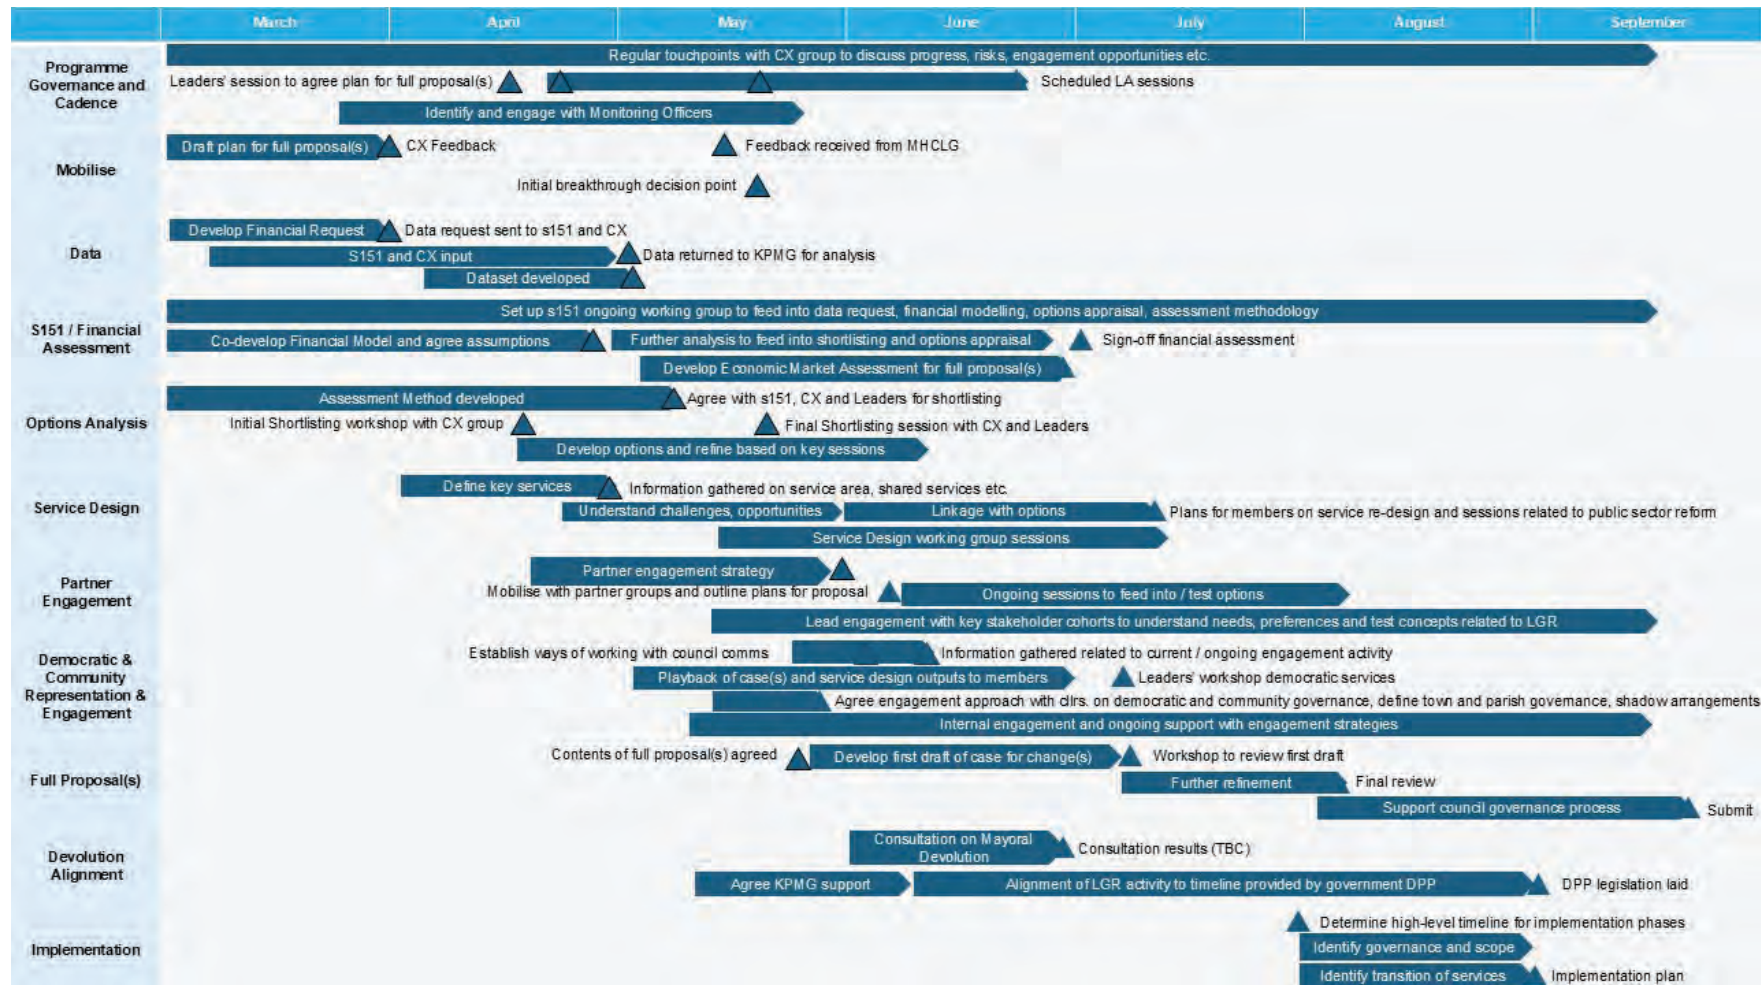 March April May June July August September
Programme
Governance and
Cadence
Regular touchpoints with CX group to discuss progress, risks, engagement opportunities etc.
Leaders' session to agree plan for full proposal(s)
Scheduled LA sessions
Identify and engage with Monitoring Officers
Mobilise
Draft plan for full proposal(s)
CX Feedback
Feedback received from MHCLG
Initial breakthrough decision point
Data
Develop Financial Request
Data request sent to s151 and CX
S151 and CX input
Data returned to KPMG for analysis
Dataset developed
S151 / Financial
Assessment
Set up s151 ongoing working group to feed into data request, financial modelling, options appraisal, assessment methodology
Co-develop Financial Model and agree assumptions
Further analysis to feed into shortlisting and options appraisal
Sign-off financial assessment
Develop Economic Market Assessment for full proposal(s)
Options Analysis
Assessment Method developed
Agree with s151, CX and Leaders for shortlisting
Initial Shortlisting workshop with CX group
Final Shortlisting session with CX and Leaders
Develop options and refine based on key sessions
Service Design
Define key services
Information gathered on service area, shared services etc.
Understand challenges, opportunities
Linkage with options
Plans for members on service re-design and sessions related to public sector reform
Service Design working group sessions
Partner
Engagement
Partner engagement strategy
Mobilise with partner groups and outline plans for proposal
Ongoing sessions to feed into / test options
Lead engagement with key stakeholder cohorts to understand needs, preferences and test concepts related to LGR
Democratic &
Community
Representation &
Engagement
Establish ways of working with council comms
Information gathered related to current / ongoing engagement activity
Playback of case(s) and service design outputs to members
Leaders' workshop democratic services
Agree engagement approach with cllrs. on democratic and community governance, define town and parish governance, shadow arrangements
Internal engagement and ongoing support with engagement strategies
Full Proposal(s)
Contents of full proposal(s) agreed
Develop first draft of case for change(s)
Workshop to review first draft
Further refinement
Final review
Support council governance process
Submit
Devolution
Alignment
Consultation on Mayoral
Devolution
Consultation results (TBC)
Agree KPMG support
Alignment of LGR activity to timeline provided by government DPP
DPP legislation laid
Implementation
Determine high-level timeline for implementation phases
Identify governance and scope
Identify transition of services
Implementation plan